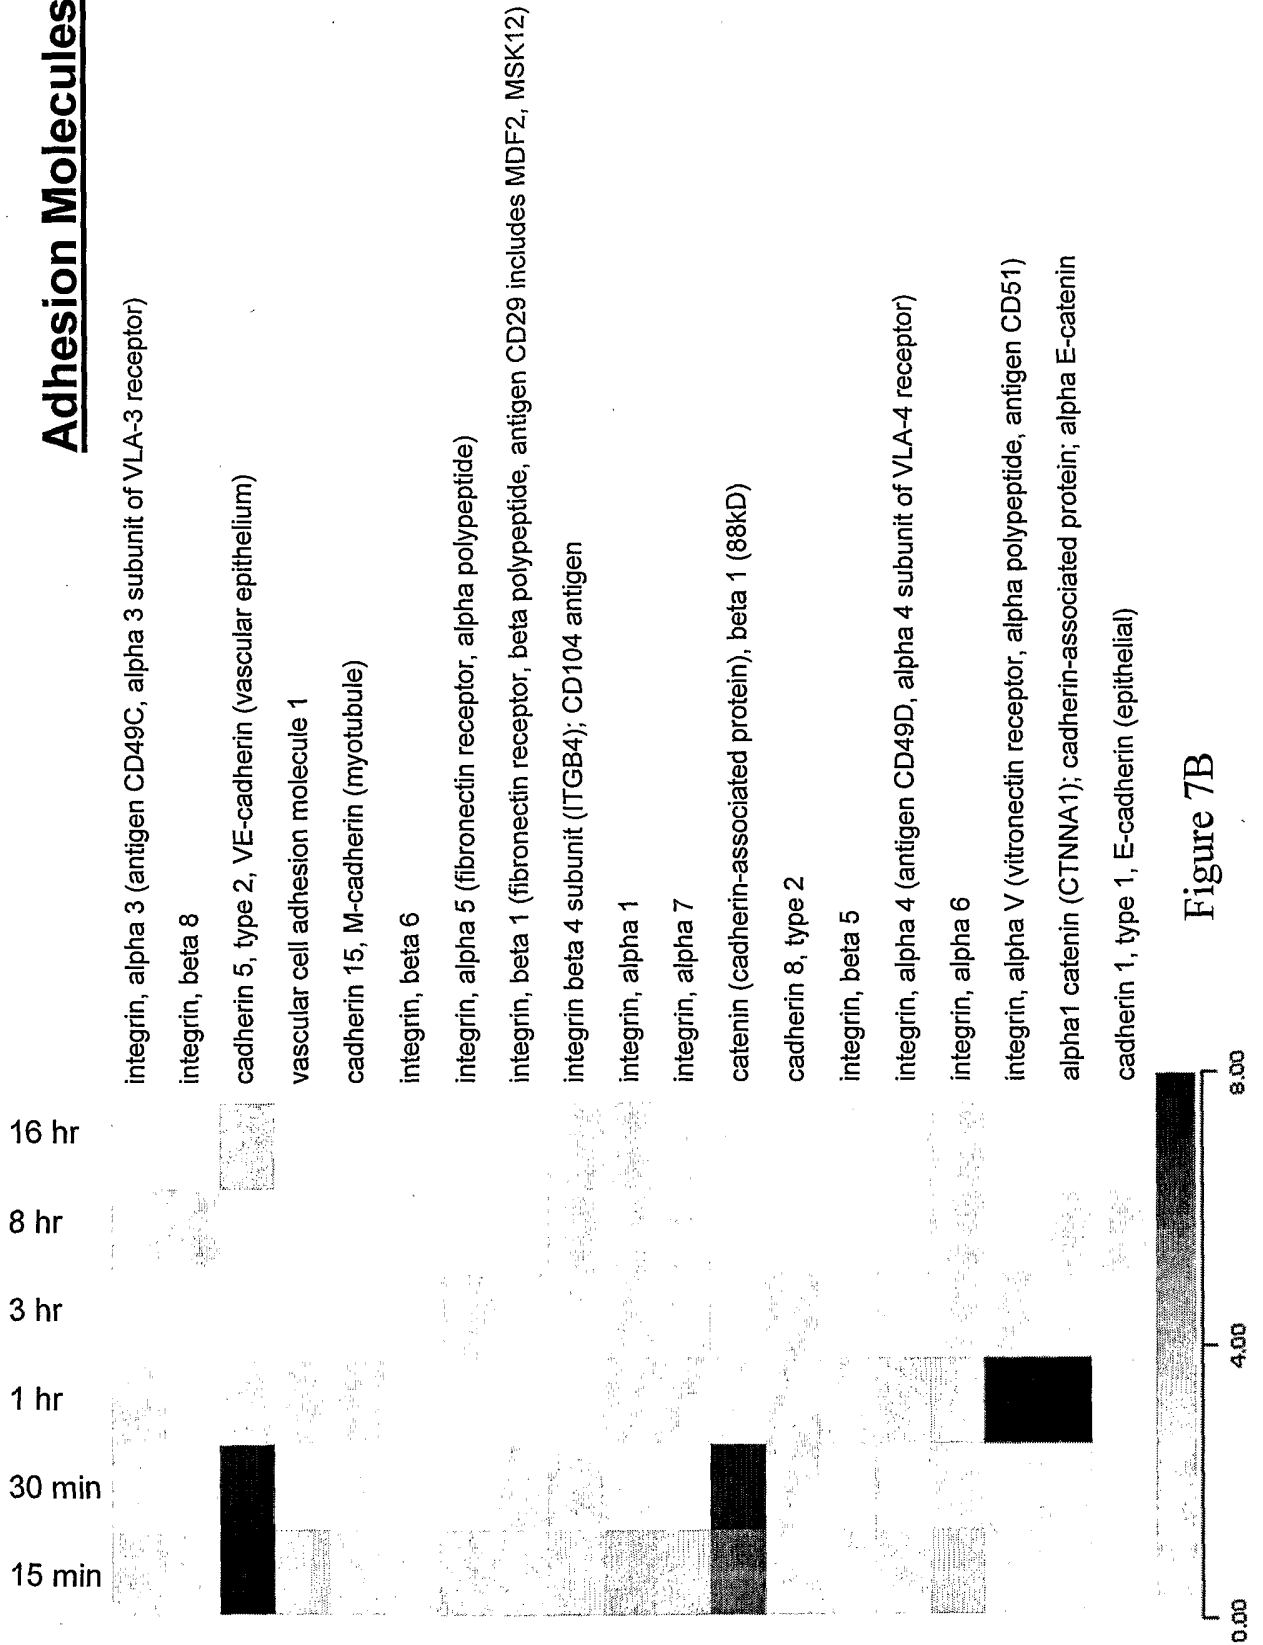 Adhesion Molecules
15 min
30 min
1 hr
3 hr
8 hr
16 hr
integrin, alpha 3 (antigen CD49C, alpha 3 subunit of VLA-3 receptor)
integrin, beta 8
cadherin 5, type 2, VE-cadherin (vascular epithelium)
vascular cell adhesion molecule 1
cadherin 15, M-cadherin (myotubule)
integrin, beta 6
integrin, alpha 5 (fibronectin receptor, alpha polypeptide)
integrin, beta 1 (fibronectin receptor, beta polypeptide, antigen CD29 includes MDF2, MSK12)
integrin beta 4 subunit (ITGB4); CD104 antigen
integrin, alpha 1
integrin, alpha 7
catenin (cadherin-associated protein), beta 1 (88kD)
cadherin 8, type 2
integrin, beta 5
integrin, alpha 4 (antigen CD49D, alpha 4 subunit of VLA-4 receptor)
integrin, alpha 6
integrin, alpha V (vitronectin receptor, alpha polypeptide, antigen CD51)
alpha1 catenin (CTNNA1); cadherin-associated protein; alpha E-catenin
cadherin 1, type 1, E-cadherin (epithelial)
0.00
4.00
8.00
Figure 7B